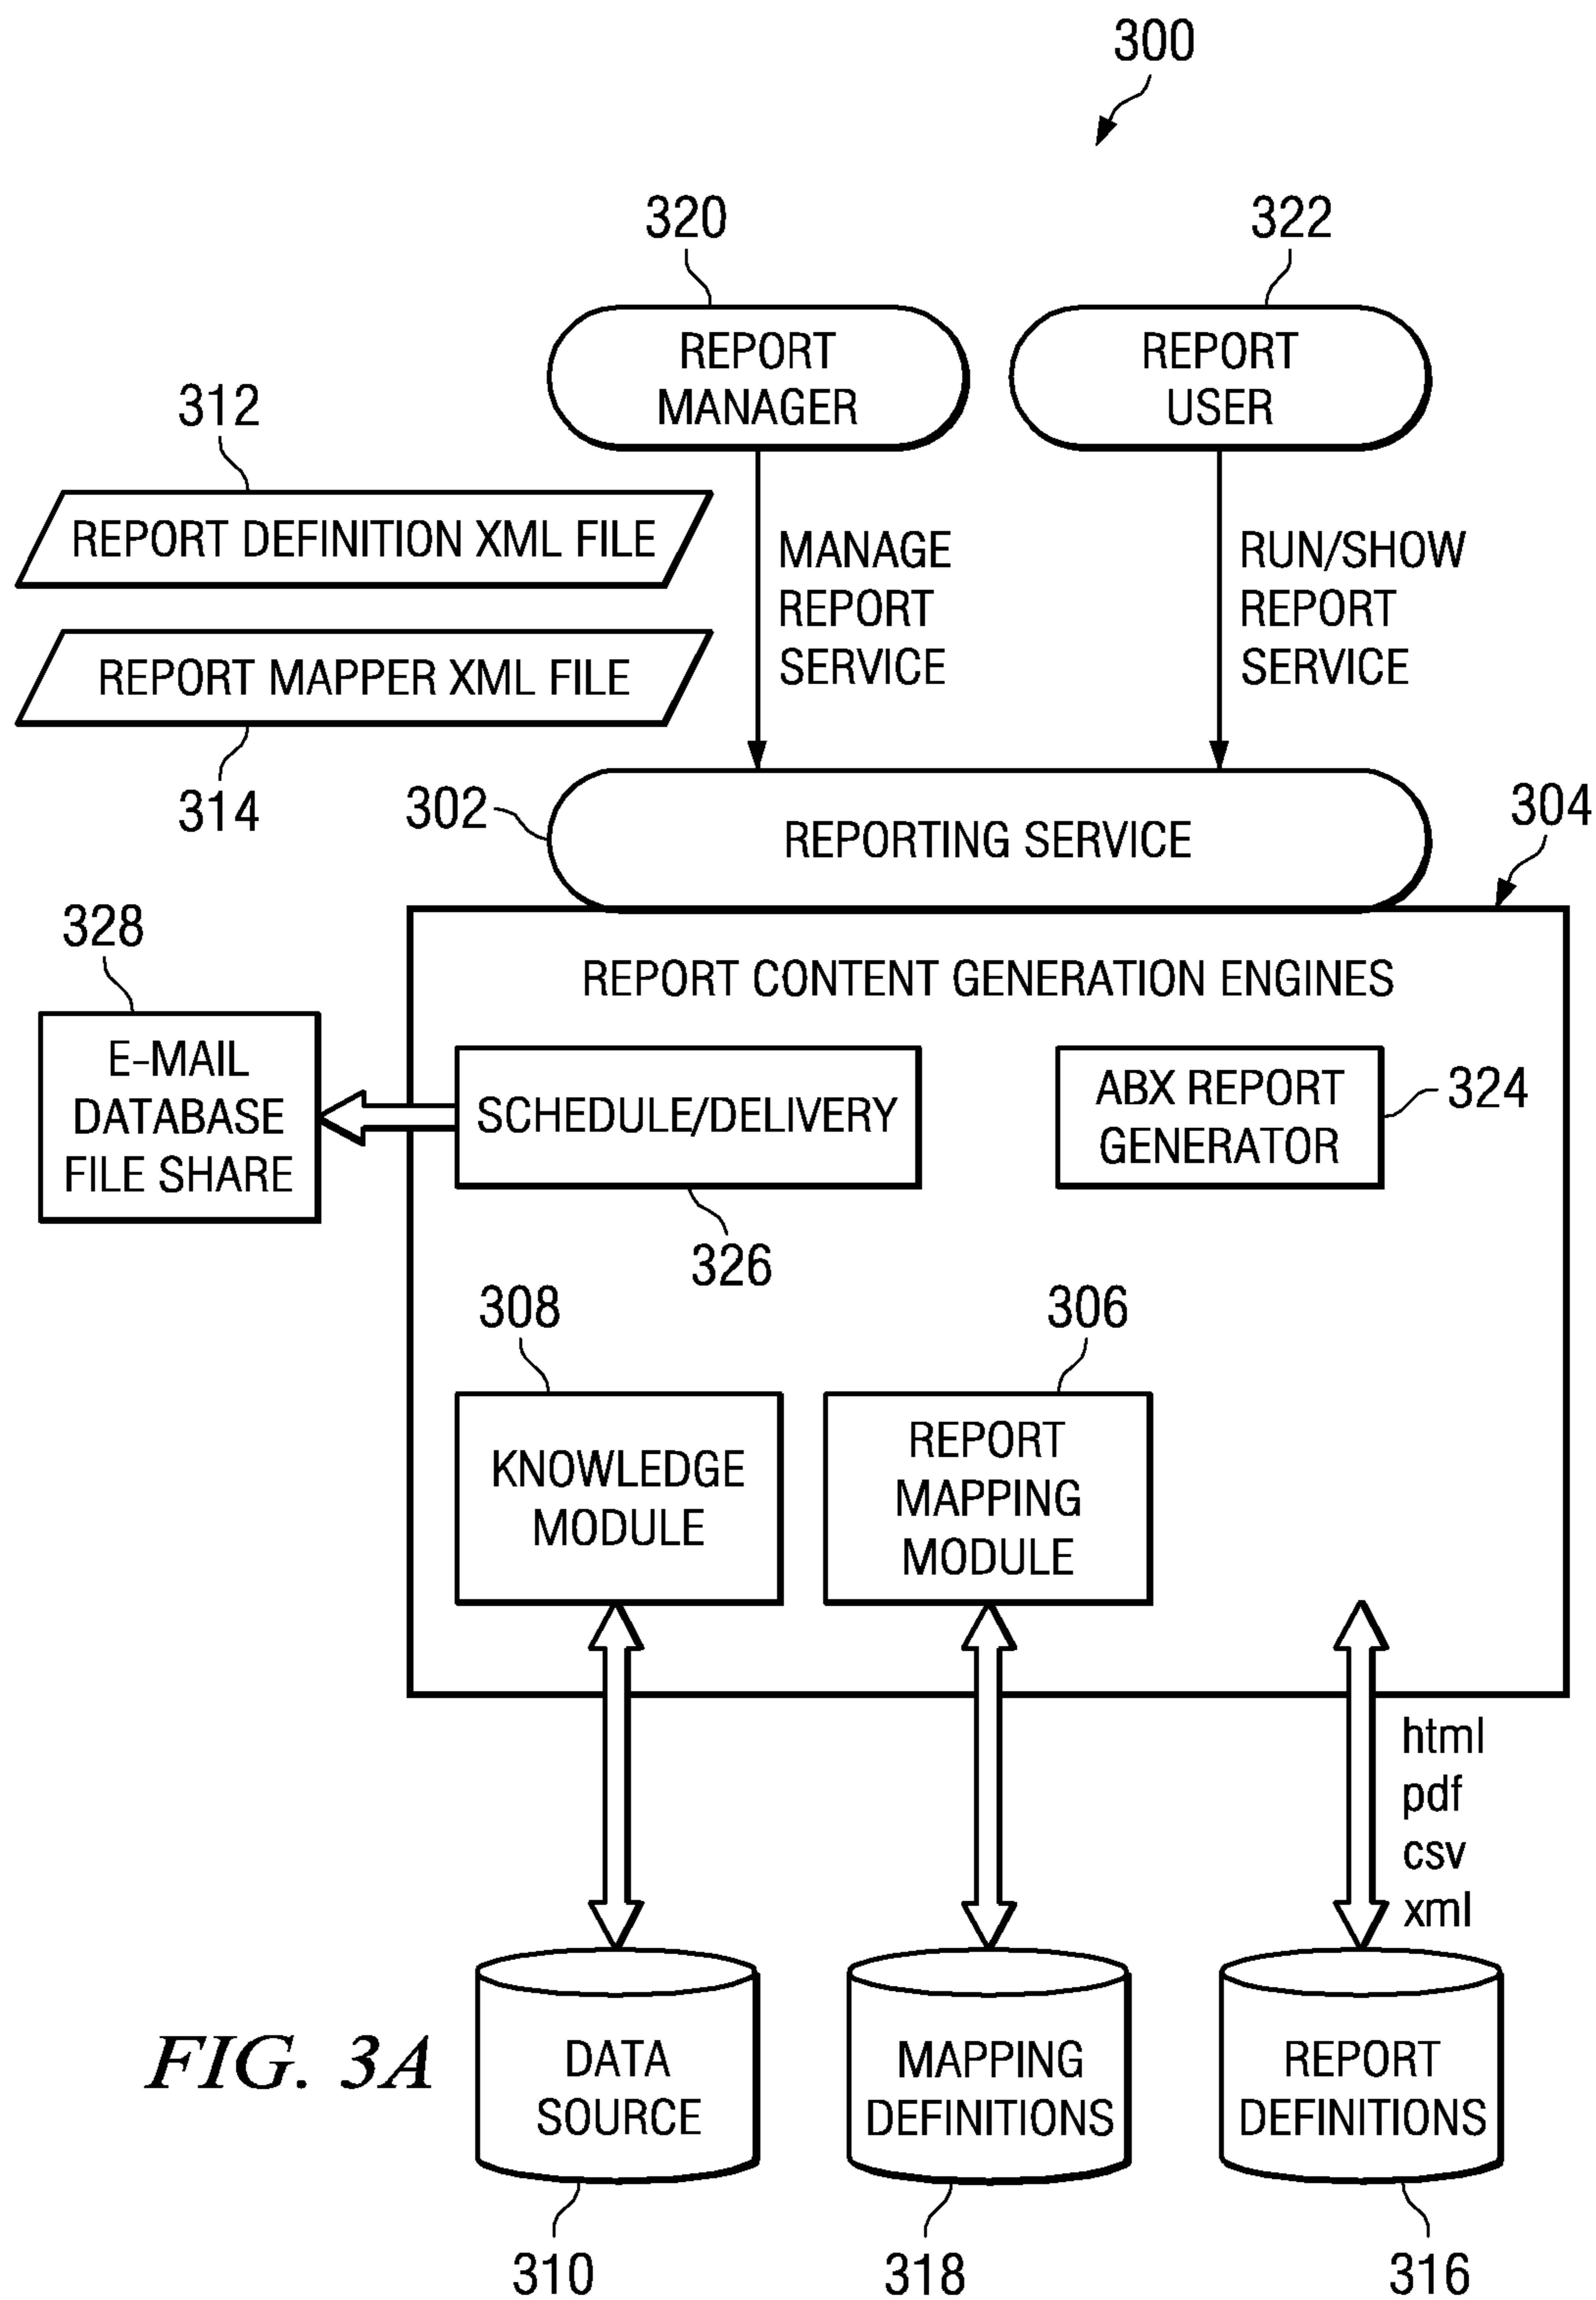 300
320
322
REPORT
MANAGER
REPORT
USER
312
REPORT DEFINITION XML FILE
MANAGE
REPORT
SERVICE
RUN/SHOW
REPORT
SERVICE
REPORT MAPPER XML FILE
314
302
REPORTING SERVICE
304
328
REPORT CONTENT GENERATION ENGINES
E-MAIL
DATABASE
FILE SHARE
SCHEDULE/DELIVERY
ABX REPORT
GENERATOR
324
326
308
306
KNOWLEDGE
MODULE
REPORT
MAPPING
MODULE
html
pdf
csv
xml
FIG. 3A
DATA
SOURCE
MAPPING
DEFINITIONS
REPORT
DEFINITIONS
310
318
316